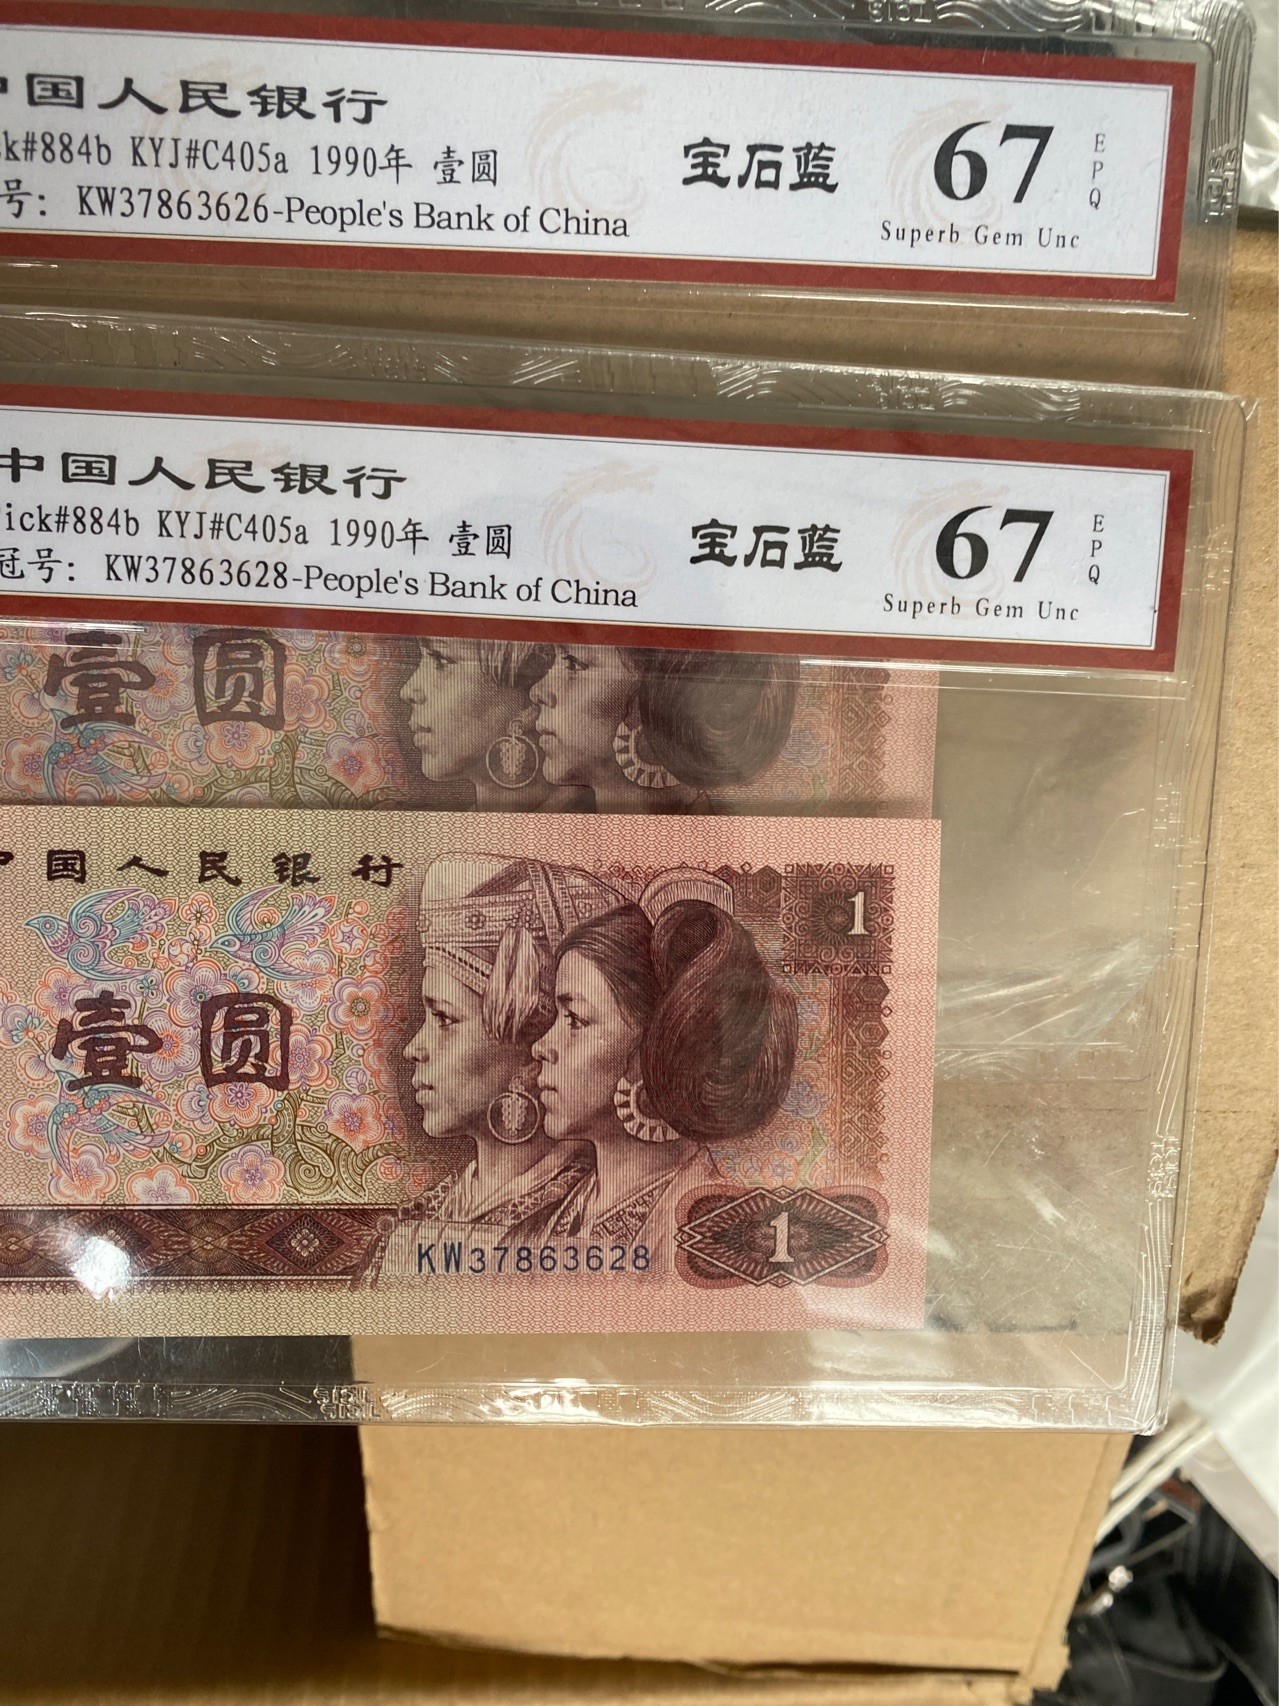 中国人民银行
ck#884b KYJ#C405a 1990年 壹圆
号: KW37863626-People's Bank of China
宝石蓝
67
EPQ
Superb Gem Unc
中国人民银行
ick#884b KYJ#C405a 1990年 壹圆
冠号: KW37863628-People's Bank of China
宝石蓝
67
EPQ
Superb Gem Unc
壹圆
中国人民银行
1
壹圆
KW37863628
1